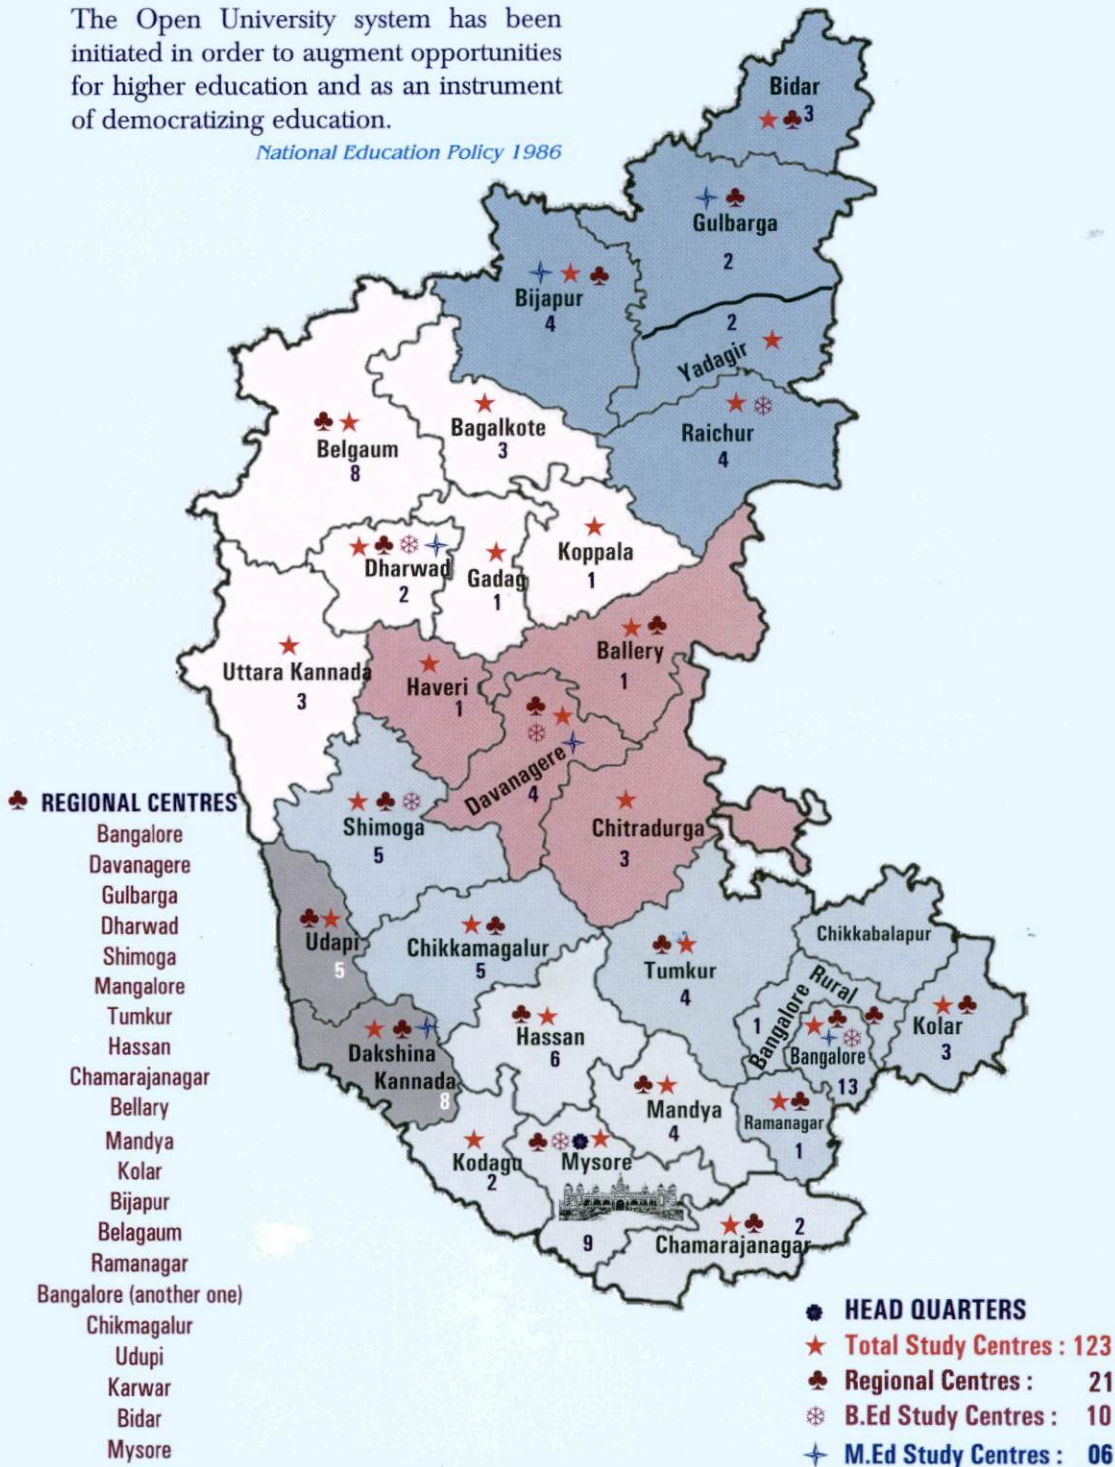 The Open University system has been
initiated in order to augment opportunities
for higher education and as an instrument
of democratizing education.
National Education Policy 1986
Bidar
3
Gulbarga
2
Bijapur
4
2
Yadagir
Raichur
4
Belgaum
8
Bagalkote
3
Dharwad
2
Gadag
1
Koppala
1
Uttara Kannada
3
Haveri
1
Ballery
1
Davanagere
4
Chitradurga
3
Shimoga
5
Udapi
5
Chikkamagalur
5
Tumkur
4
Chikkabalapur
Bangalore Rural
1
Bangalore
13
Kolar
3
Dakshina
Kannada
8
Hassan
6
Mandya
4
Ramanagar
1
Kodagu
2
Mysore
9
Chamarajanagar
2
REGIONAL CENTRES
Bangalore
Davanagere
Gulbarga
Dharwad
Shimoga
Mangalore
Tumkur
Hassan
Chamarajanagar
Bellary
Mandya
Kolar
Bijapur
Belagaum
Ramanagar
Bangalore (another one)
Chikmagalur
Udupi
Karwar
Bidar
Mysore
HEAD QUARTERS
Total Study Centres : 123
Regional Centres : 21
B.Ed Study Centres : 10
M.Ed Study Centres : 06